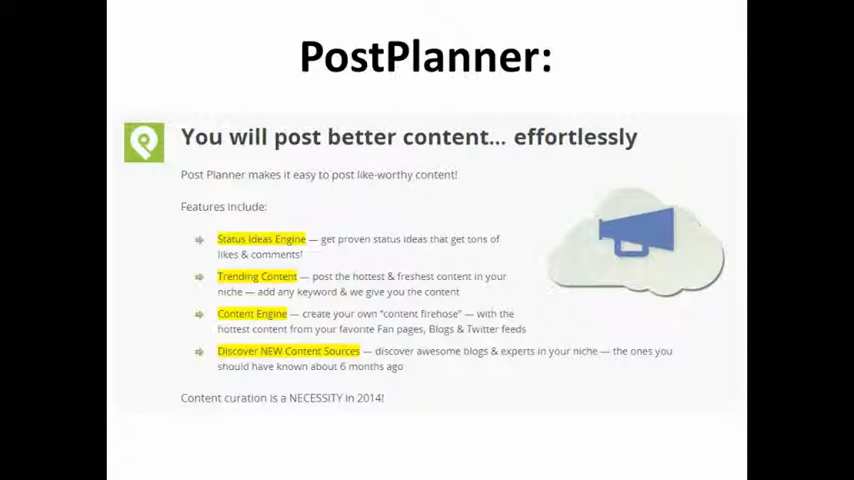 PostPlanner:
You will post better content... effortlessly
Post Planner makes it easy to post like-worthy content!
Features include:
Status Ideas Engine — get proven status ideas that get tons of
likes & comments!
Trending Content — post the hottest & freshest content in your
niche — add any keyword & we give you the content
Content Engine — create your own "content firehose" — with the
hottest content from your favorite Fan pages, Blogs & Twitter feeds
Discover NEW Content Sources — discover awesome blogs & experts in your niche — the ones you
should have known about 6 months ago
Content curation is a NECESSITY in 2014!